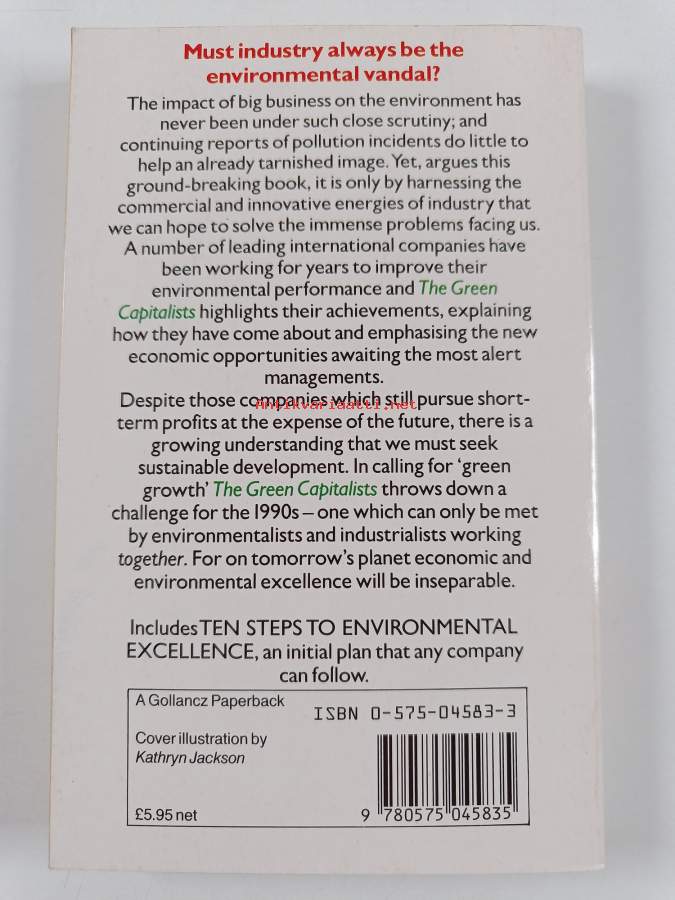 Must industry always be the
environmental vandal?
The impact of big business on the environment has
never been under such close scrutiny; and
continuing reports of pollution incidents do little to
help an already tarnished image. Yet, argues this
ground-breaking book, it is only by harnessing the
commercial and innovative energies of industry that
we can hope to solve the immense problems facing us.
A number of leading international companies have
been working for years to improve their
environmental performance and The Green
Capitalists highlights their achievements, explaining
how they have come about and emphasising the new
economic opportunities awaiting the most alert
managements.
Despite those companies which still pursue short-
Antikvariaatti.net
term profits at the expense of the future, there is a
growing understanding that we must seek
sustainable development. In calling for ‘green
growth’ The Green Capitalists throws down a
challenge for the 1990s – one which can only be met
by environmentalists and industrialists working
together. For on tomorrow’s planet economic and
environmental excellence will be inseparable.
Includes TEN STEPS TO ENVIRONMENTAL
EXCELLENCE, an initial plan that any company
can follow.
A Gollancz Paperback
ISBN 0-575-04583-3
Cover illustration by
Kathryn Jackson
£5.95 net
9 780575 045835